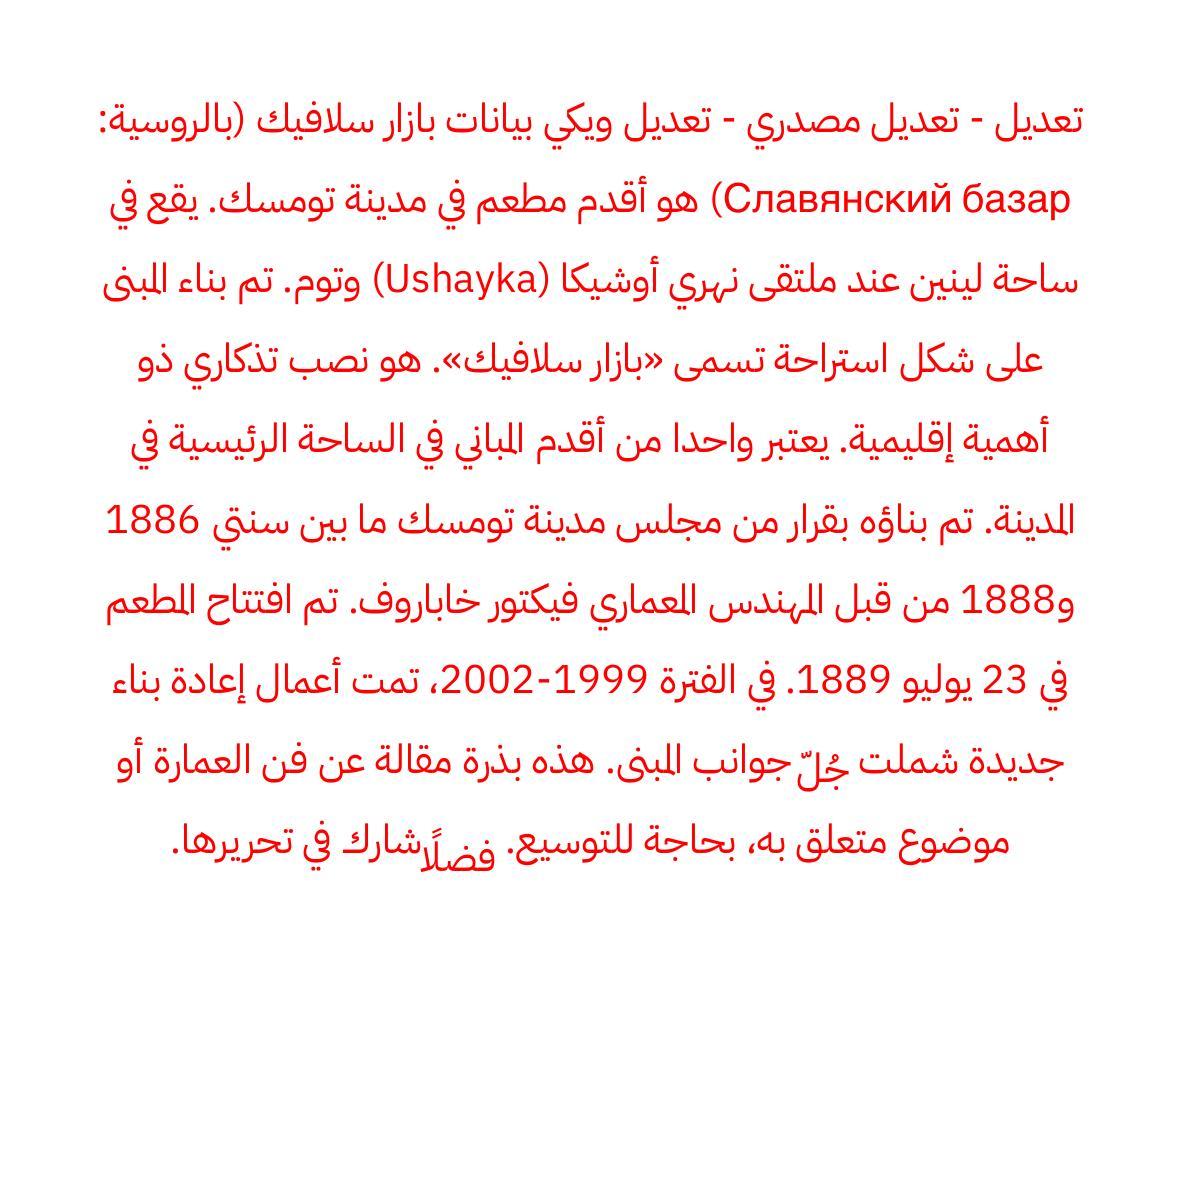 تعديل - تعديل مصدري - تعديل ويكي بيانات بازار سلافيك (بالروسية:
Славянский базар) هو أقدم مطعم في مدينة تومسك. يقع في
ساحة لينين عند ملتقى نهري أوشيكا (Ushayka) وتوم. تم بناء المبنى
على شكل استراحة تسمى «بازار سلافيك». هو نصب تذكاري ذو
أهمية إقليمية. يعتبر واحدا من أقدم المباني في الساحة الرئيسية في
المدينة. تم بناؤه بقرار من مجلس مدينة تومسك ما بين سنتي 1886
و1888 من قبل المهندس المعماري فيكتور خاباروف. تم افتتاح المطعم
في 23 يوليو 1889. في الفترة 1999-2002، تمت أعمال إعادة بناء
جديدة شملت جُلّ جوانب المبنى. هذه بذرة مقالة عن فن العمارة أو
موضوع متعلق به، بحاجة للتوسيع. فضلًا شارك في تحريرها.